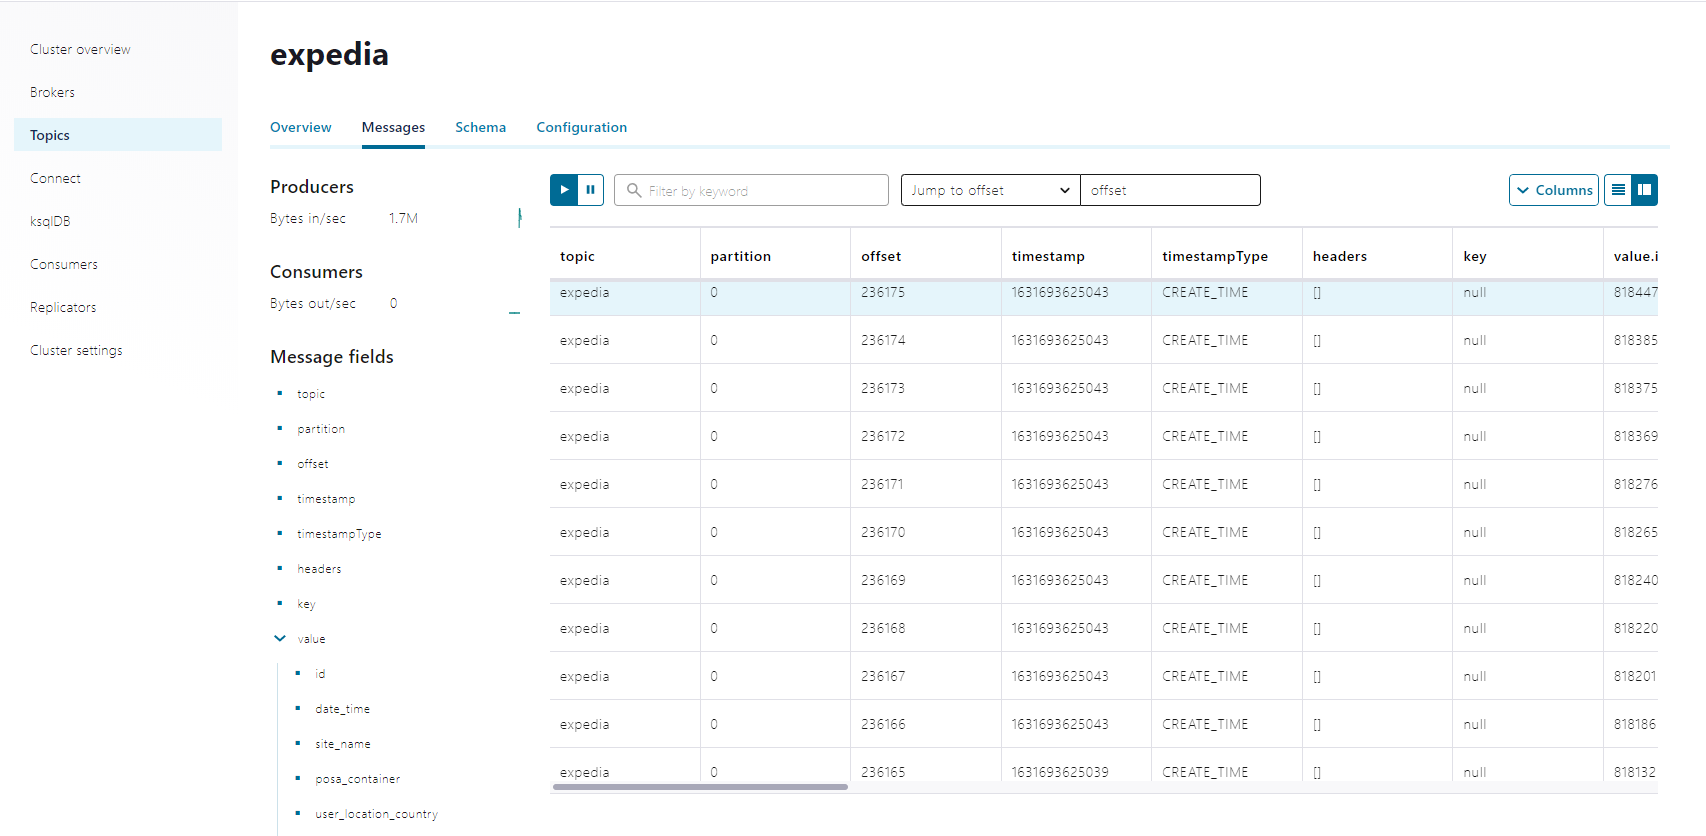 expedia
Cluster overview
Brokers
Topics
Connect
ksqlDB
Consumers
Replicators
Cluster settings
Overview Messages Schema Configuration
Producers
Bytes in/sec 1.7M
Consumers
Bytes out/sec 0
Message fields
topic
partition
offset
timestamp
timestampType
headers
key
value
id
date_time
site_name
posa_container
user_location_country
Filter by keyword Jump to offset offset Columns
topic partition offset timestamp timestampType headers key value.i
expedia 0 236175 1631693625043 CREATE_TIME [] null 818447
expedia 0 236174 1631693625043 CREATE_TIME [] null 818385
expedia 0 236173 1631693625043 CREATE_TIME [] null 818375
expedia 0 236172 1631693625043 CREATE_TIME [] null 818369
expedia 0 236171 1631693625043 CREATE_TIME [] null 818276
expedia 0 236170 1631693625043 CREATE_TIME [] null 818265
expedia 0 236169 1631693625043 CREATE_TIME [] null 818240
expedia 0 236168 1631693625043 CREATE_TIME [] null 818220
expedia 0 236167 1631693625043 CREATE_TIME [] null 818201
expedia 0 236166 1631693625043 CREATE_TIME [] null 818186
expedia 0 236165 1631693625039 CREATE_TIME [] null 818132